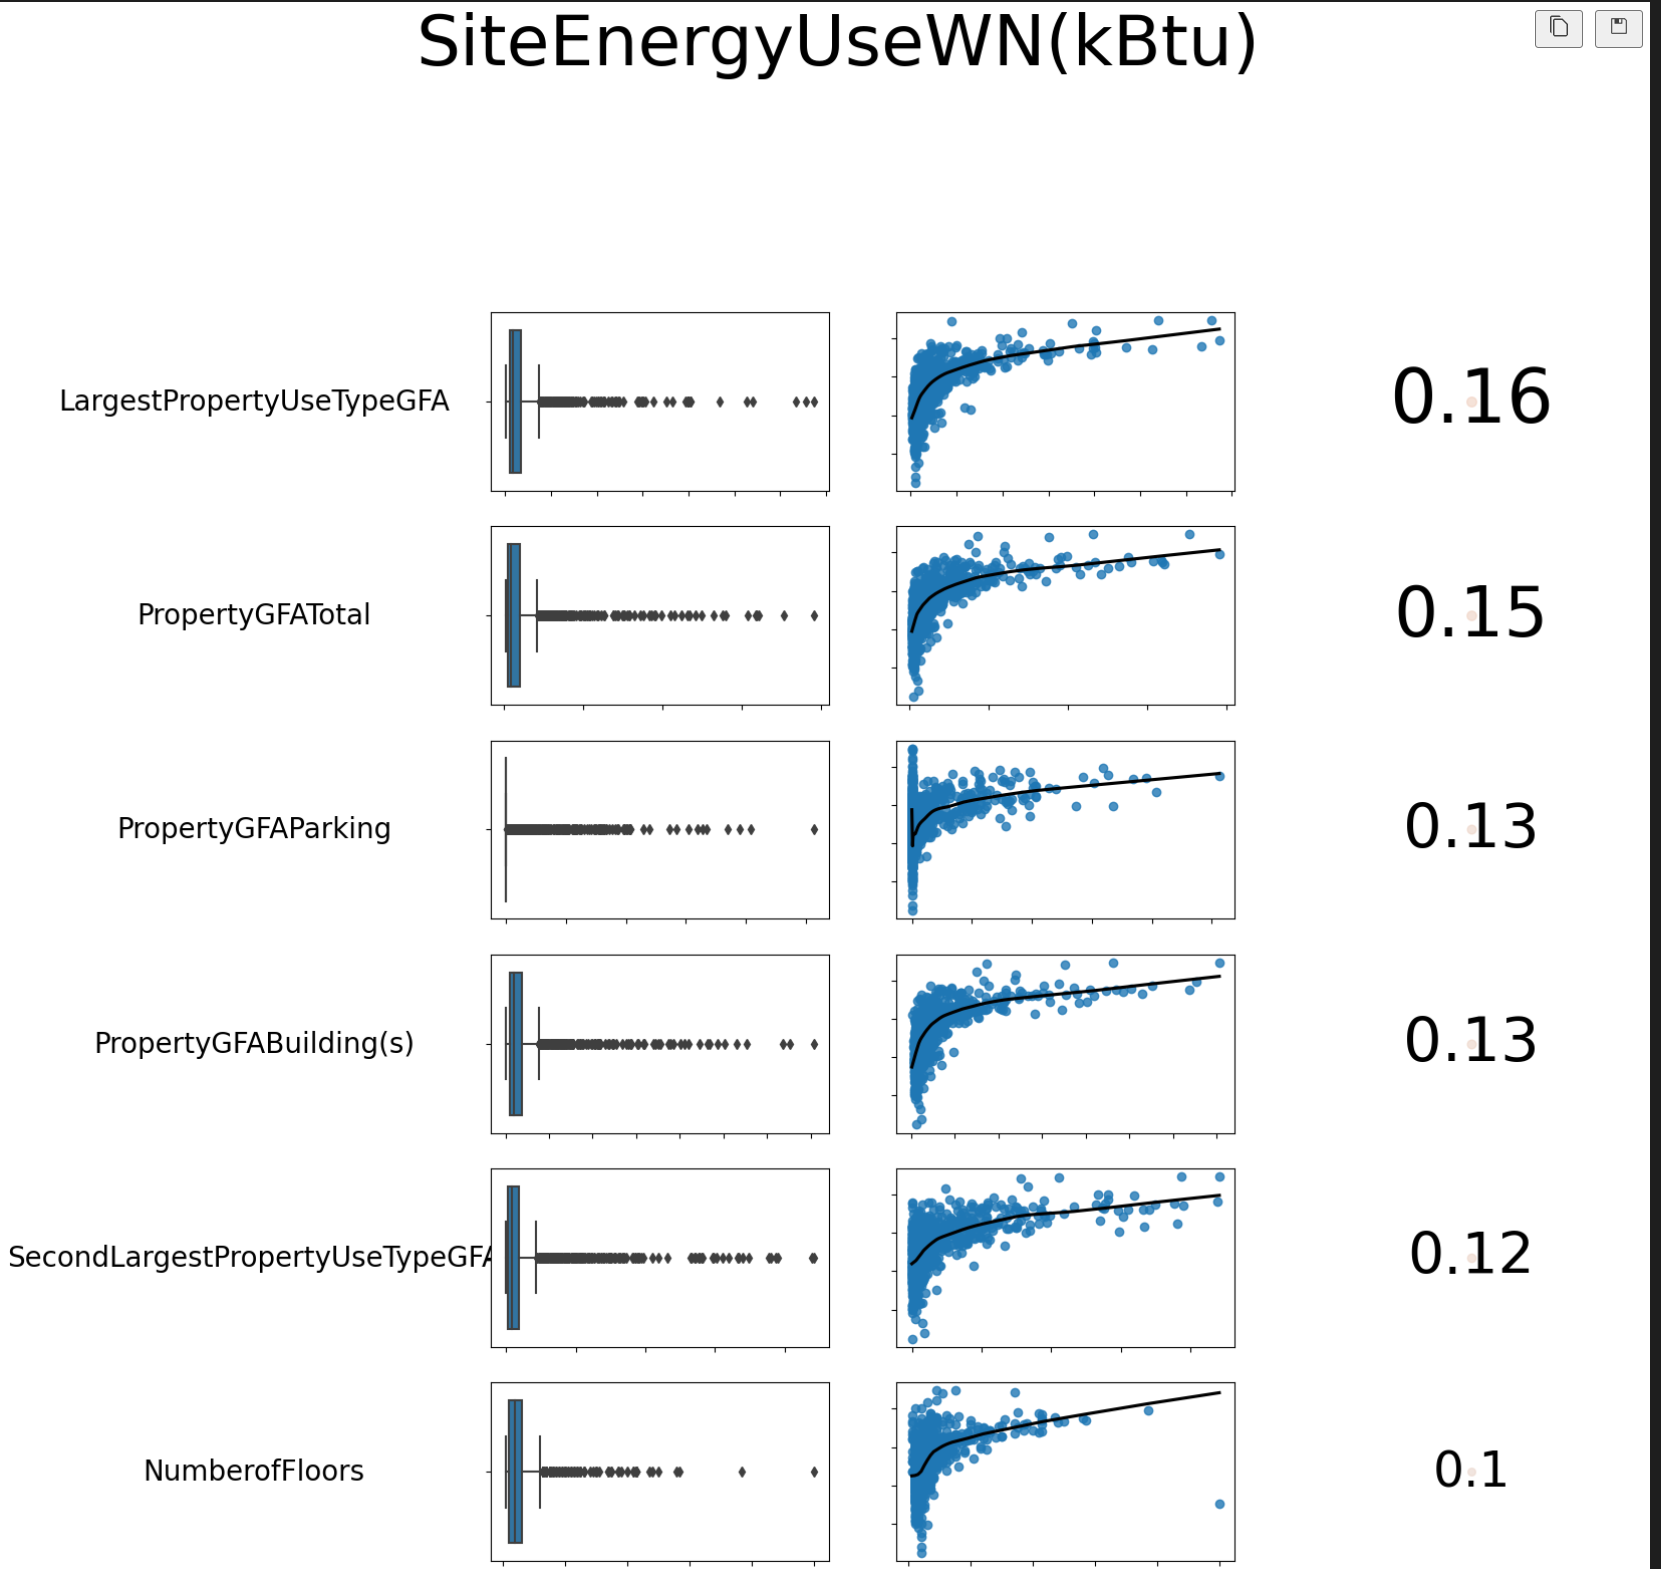 SiteEnergyUseWN(kBtu)
LargestPropertyUseTypeGFA
0.16
PropertyGFATotal
0.15
PropertyGFAParking
0.13
PropertyGFABuilding(s)
0.13
SecondLargestPropertyUseTypeGFA
0.12
NumberofFloors
0.1